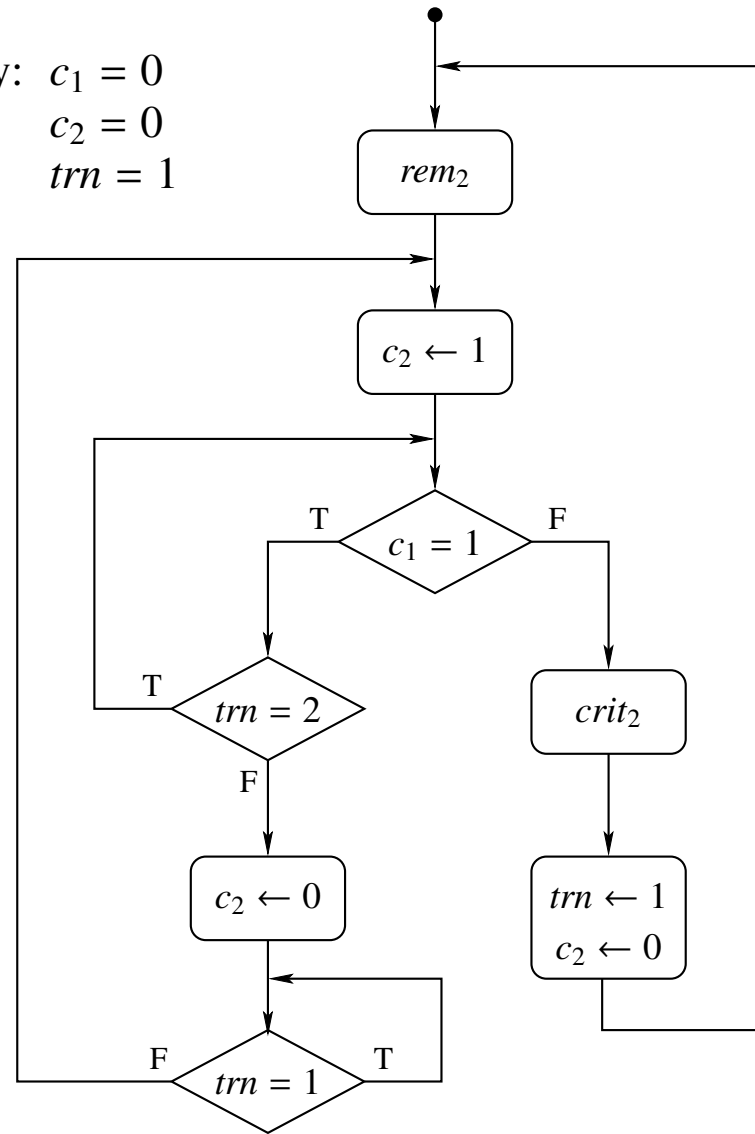 y: c₁ = 0
c₂ = 0
trn = 1
rem₂
c₂ ← 1
T
F
c₁ = 1
T
trn = 2
crit₂
F
c₂ ← 0
trn ← 1
c₂ ← 0
F
T
trn = 1